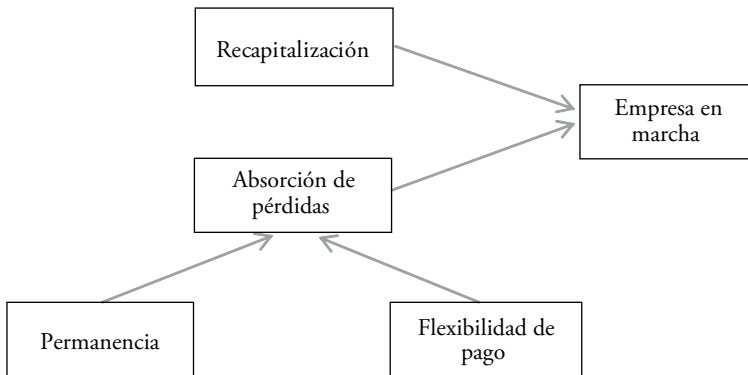 Recapitalización
Empresa en
marcha
Absorción de
pérdidas
Permanencia
Flexibilidad de
pago